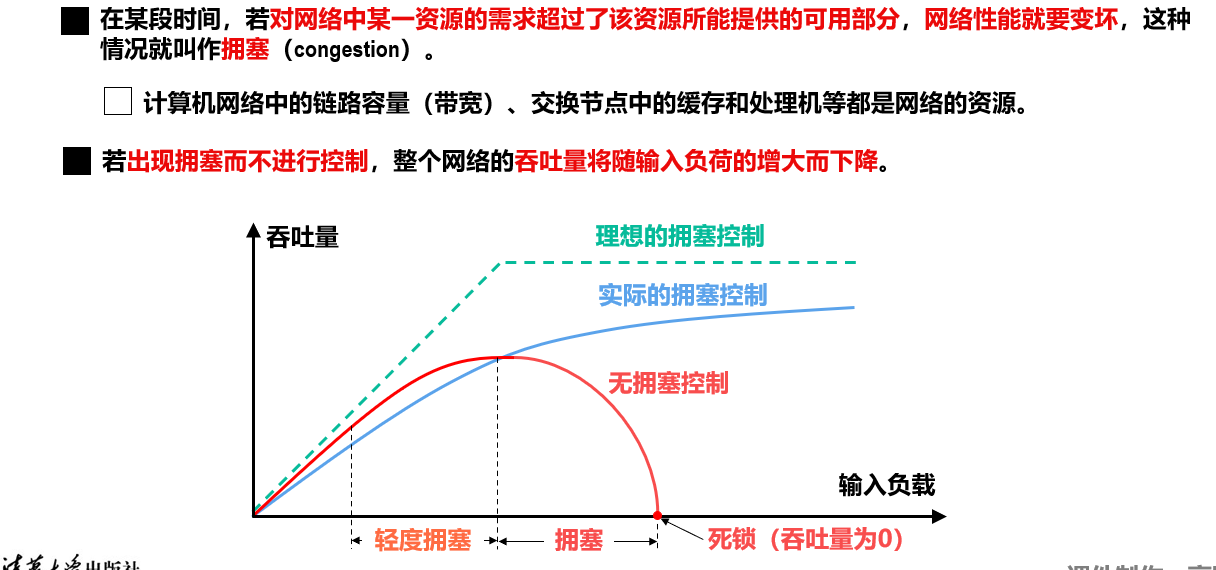 在某段时间，若对网络中某一资源的需求超过了该资源所能提供的可用部分，网络性能就要变坏，这种
情况就叫作拥塞（congestion）。
计算机网络中的链路容量（带宽）、交换节点中的缓存和处理机等都是网络的资源。
若出现拥塞而不进行控制，整个网络的吞吐量将随输入负荷的增大而下降。
吞吐量
理想的拥塞控制
实际的拥塞控制
无拥塞控制
输入负载
轻度拥塞
拥塞
死锁（吞吐量为0）
清华大学出版社